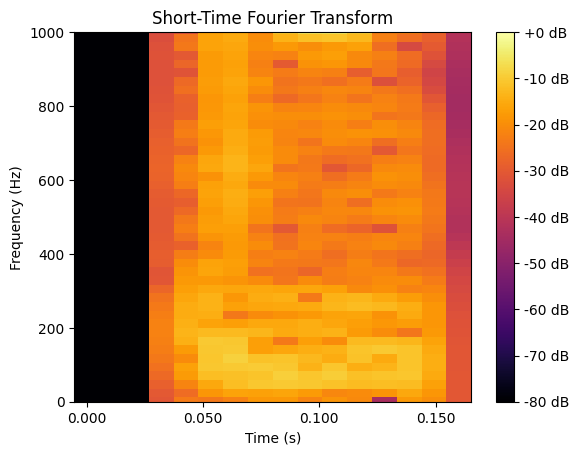 Short-Time Fourier Transform
Frequency (Hz)
1000
800
600
400
200
0
0.000
0.050
0.100
0.150
Time (s)
+0 dB
-10 dB
-20 dB
-30 dB
-40 dB
-50 dB
-60 dB
-70 dB
-80 dB